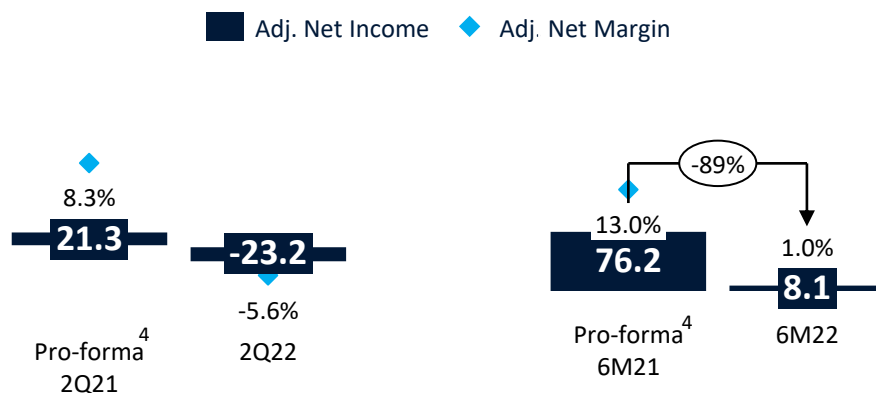 Adj. Net Income Adj. Net Margin
8.3%
21.3
Pro-forma4
2Q21
-23.2
-5.6%
2Q22
-89%
13.0%
76.2
Pro-forma4
6M21
1.0%
8.1
6M22